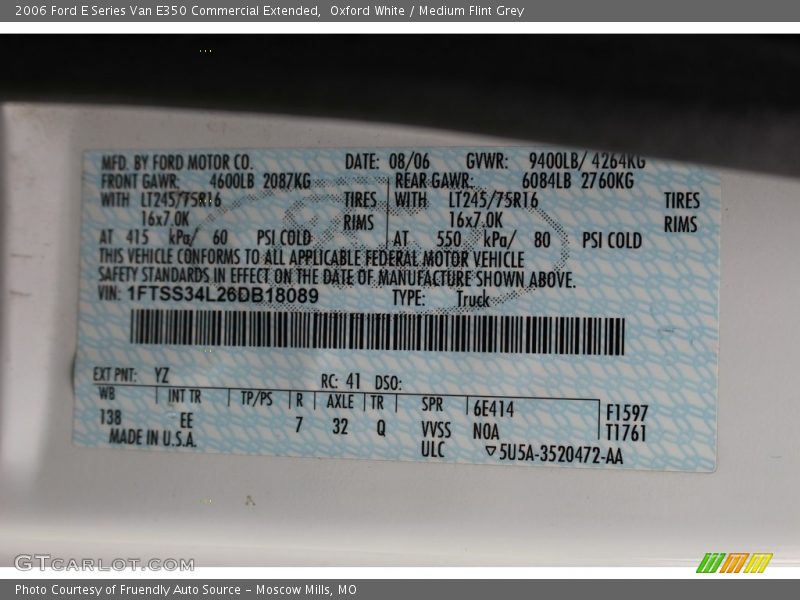 2006 Ford E Series Van E350 Commercial Extended, Oxford White / Medium Flint Grey
MFD. BY FORD MOTOR CO. DATE: 08/06 GVWR: 9400LB/ 4264KG
FRONT GAWR: 4600LB 2087KG REAR GAWR: 6084LB 2760KG
WITH LT245/75R16 TIRES WITH LT245/75R16 TIRES
16x7.0K RIMS 16x7.0K RIMS
AT 415 kPa/ 60 PSI COLD AT 550 kPa/ 80 PSI COLD
THIS VEHICLE CONFORMS TO ALL APPLICABLE FEDERAL MOTOR VEHICLE
SAFETY STANDARDS IN EFFECT ON THE DATE OF MANUFACTURE SHOWN ABOVE.
VIN: 1FTSS34L26DB18089 TYPE: Truck
EXT PNT: YZ RC: 41 DSO:
WB INT TR TP/PS R AXLE TR SPR 6E414 F1597
138 EE 7 32 Q VVSS N0A T1761
MADE IN U.S.A. ULC ▽5U5A-3520472-AA
GTCARLOT.COM
Photo Courtesy of Fruendly Auto Source – Moscow Mills, MO